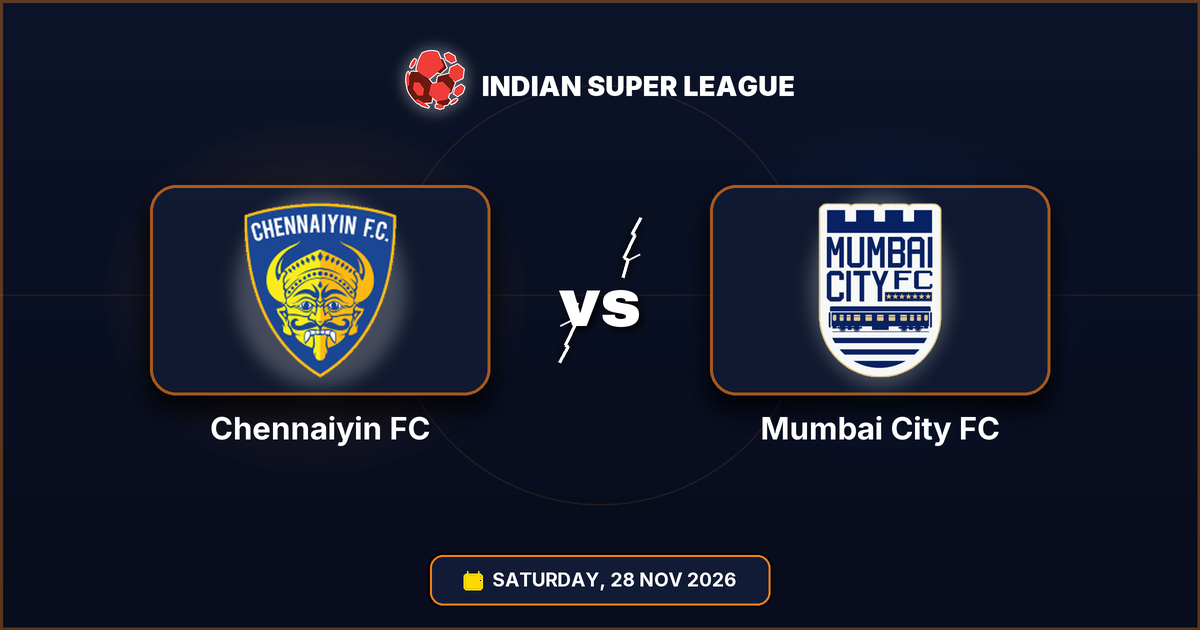 INDIAN SUPER LEAGUE
CHENNAIYIN F.C.
MUMBAI
CITY FC
vs
Chennaiyin FC
Mumbai City FC
SATURDAY, 28 NOV 2026